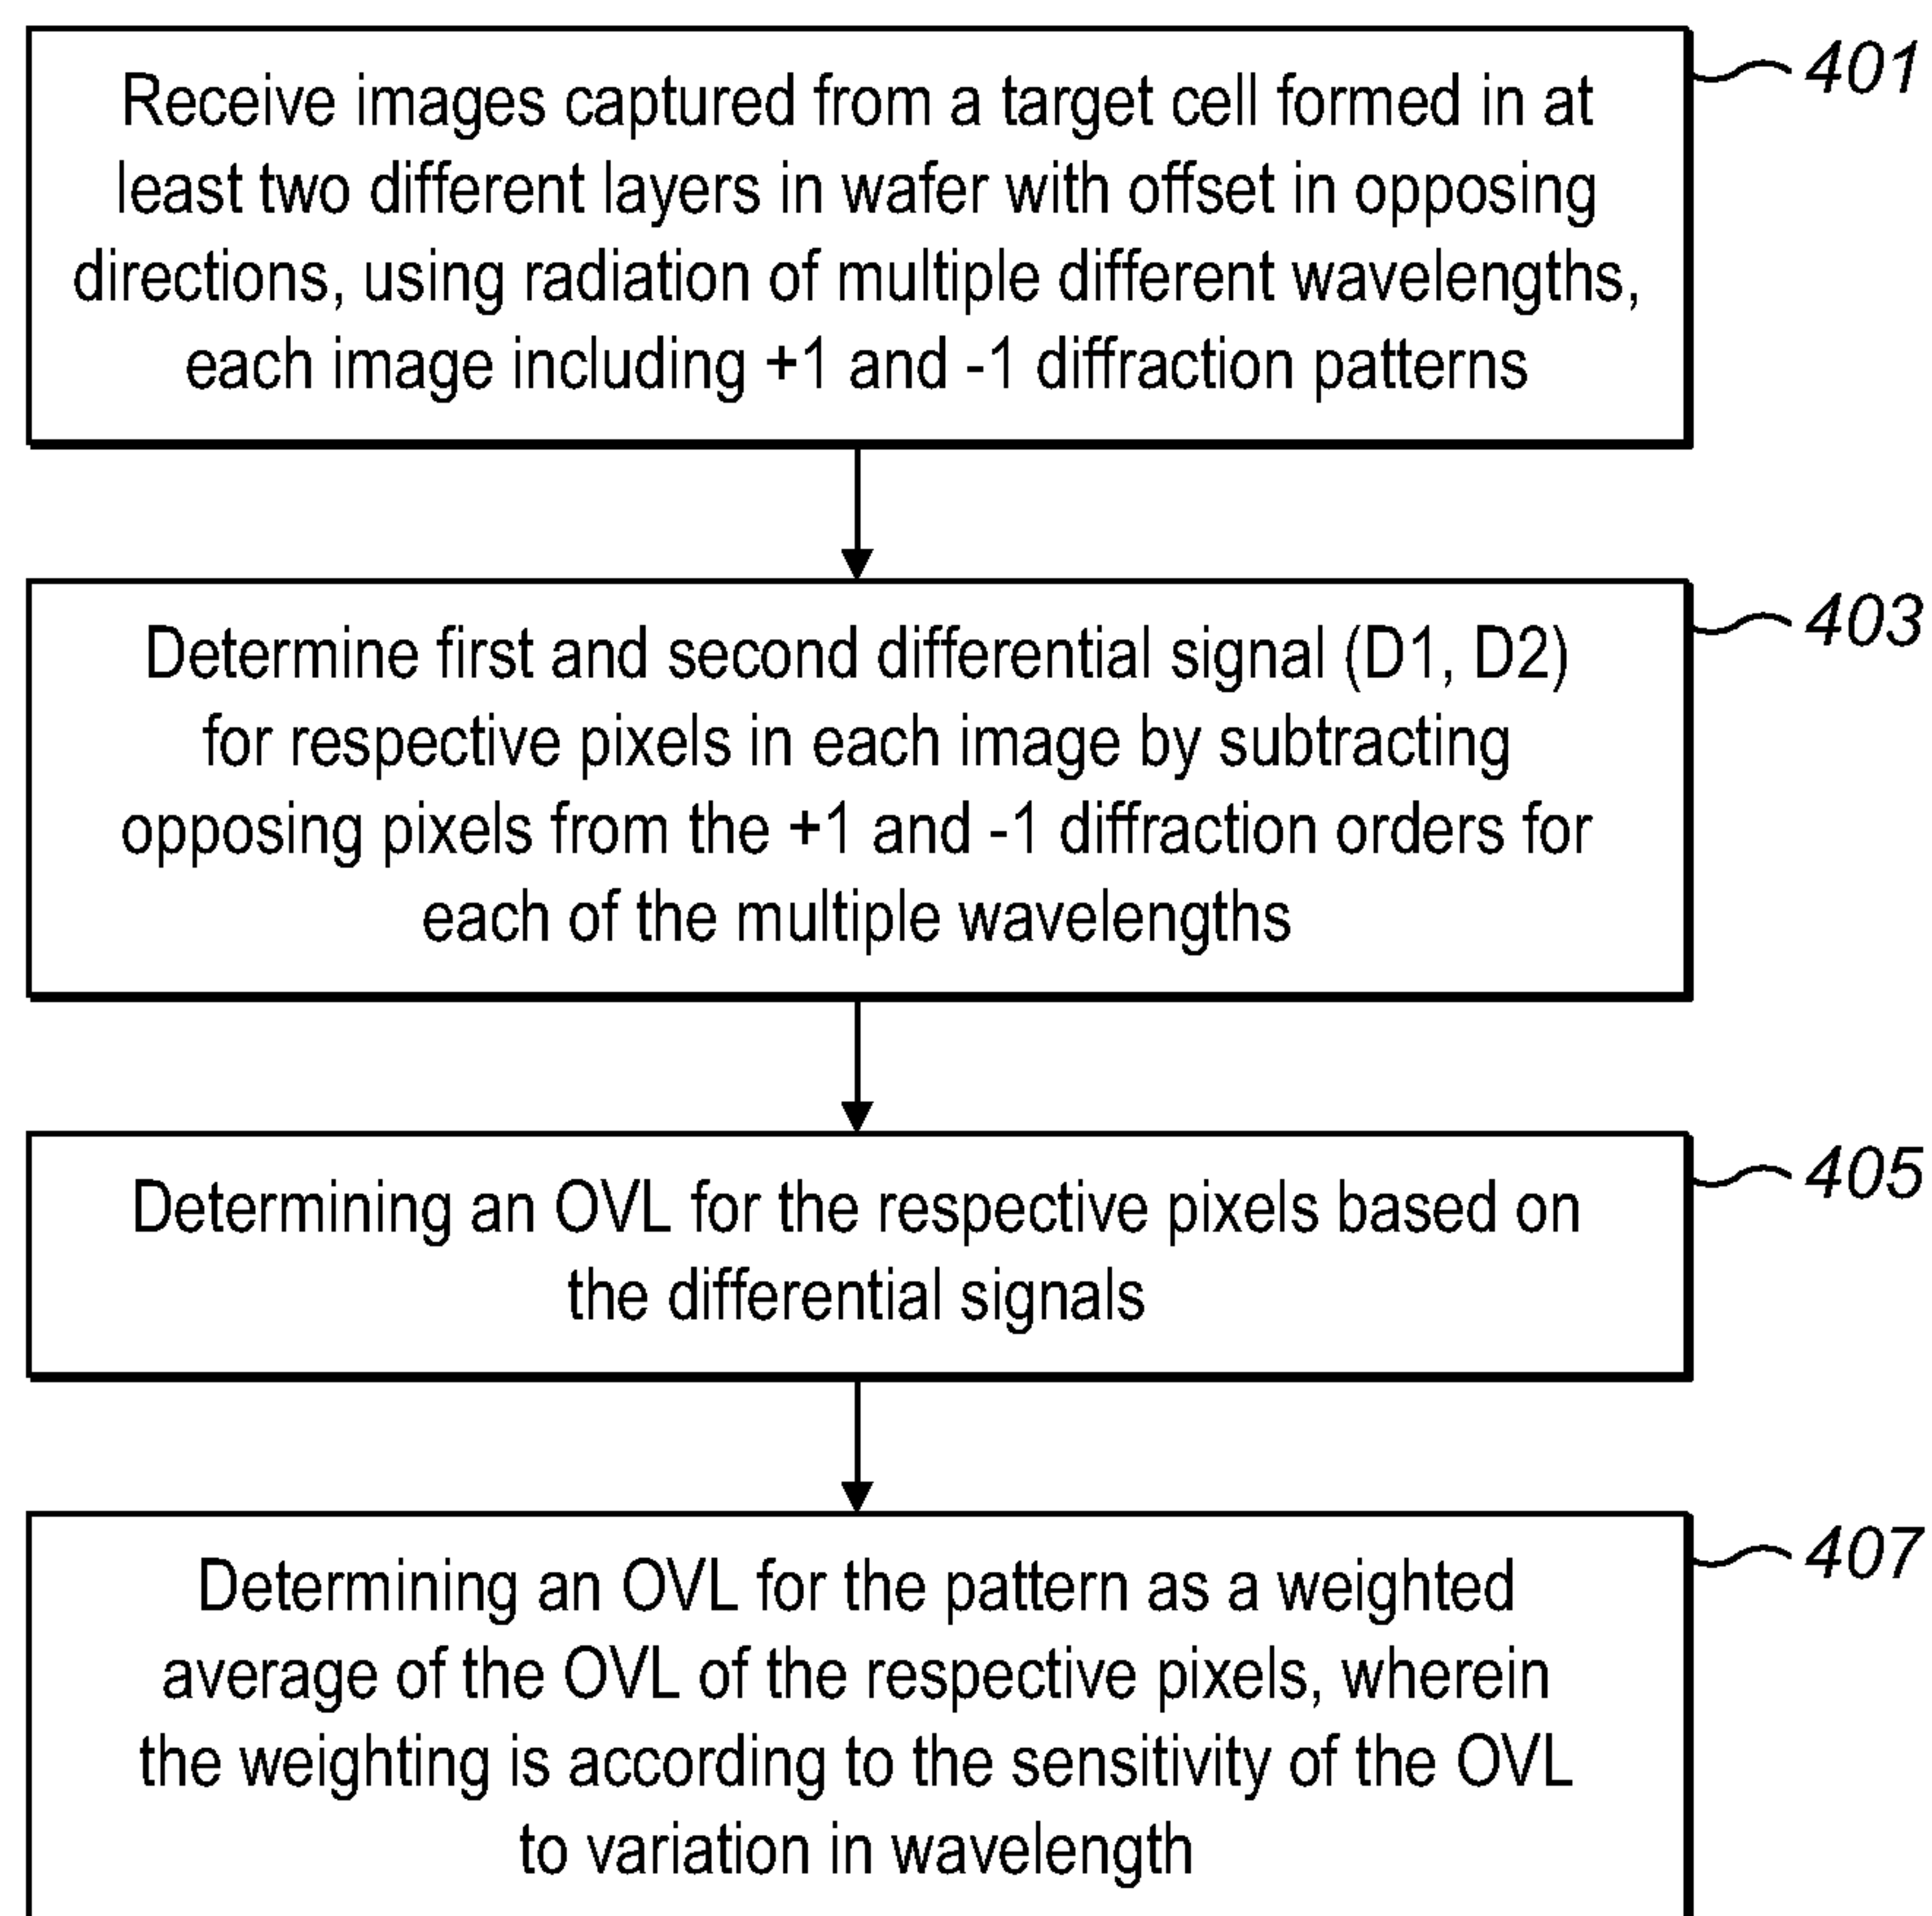 Receive images captured from a target cell formed in at
least two different layers in wafer with offset in opposing
directions, using radiation of multiple different wavelengths,
each image including +1 and -1 diffraction patterns
401
Determine first and second differential signal (D1, D2)
for respective pixels in each image by subtracting
opposing pixels from the +1 and -1 diffraction orders for
each of the multiple wavelengths
403
Determining an OVL for the respective pixels based on
the differential signals
405
Determining an OVL for the pattern as a weighted
average of the OVL of the respective pixels, wherein
the weighting is according to the sensitivity of the OVL
to variation in wavelength
407